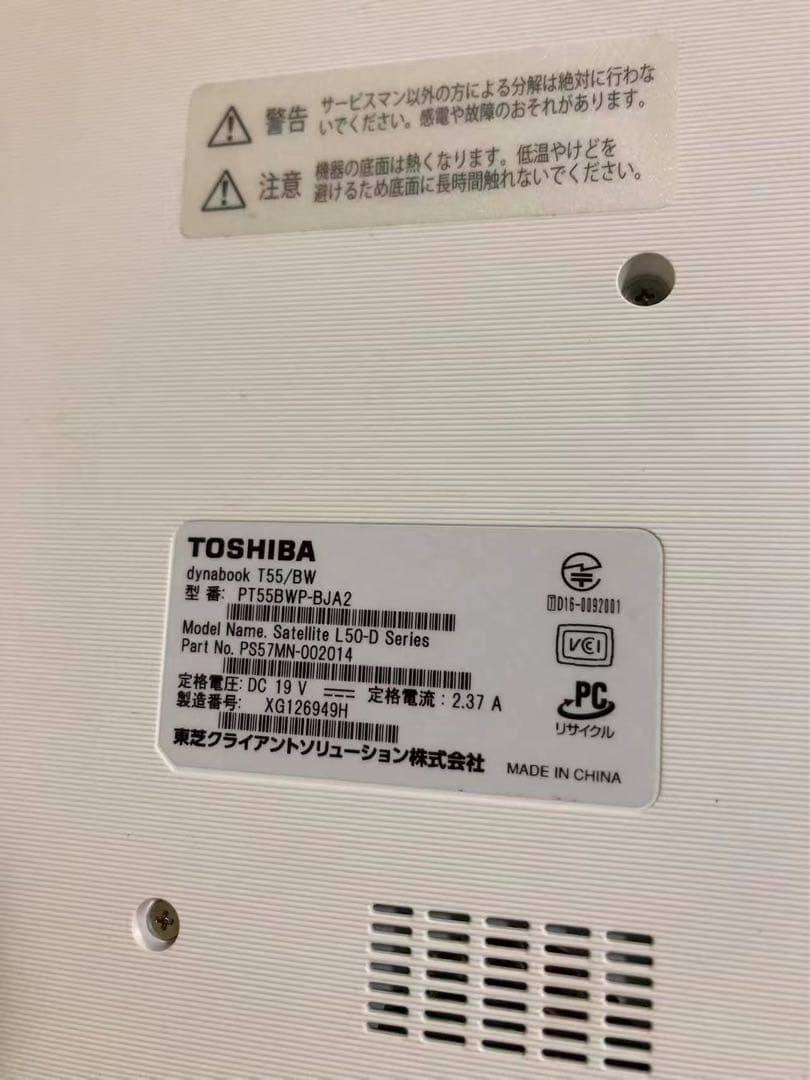 警告 サービスマン以外の方による分解は絶対に行わな
いでください。感電や故障のおそれがあります。
注意 機器の底面は熱くなります。低温やけどを
避けるため底面に長時間触れないでください。
TOSHIBA
dynabook T55/BW
型 番: PT55BWP-BJA2
Model Name. Satellite L50-D Series
Part No. PS57MN-002014
定格電圧: DC 19 V 定格電流 : 2.37 A
製造番号: XG126949H
東芝クライアントソリューション株式会社
MADE IN CHINA
TD16-0092001
VCI
PC
リサイクル